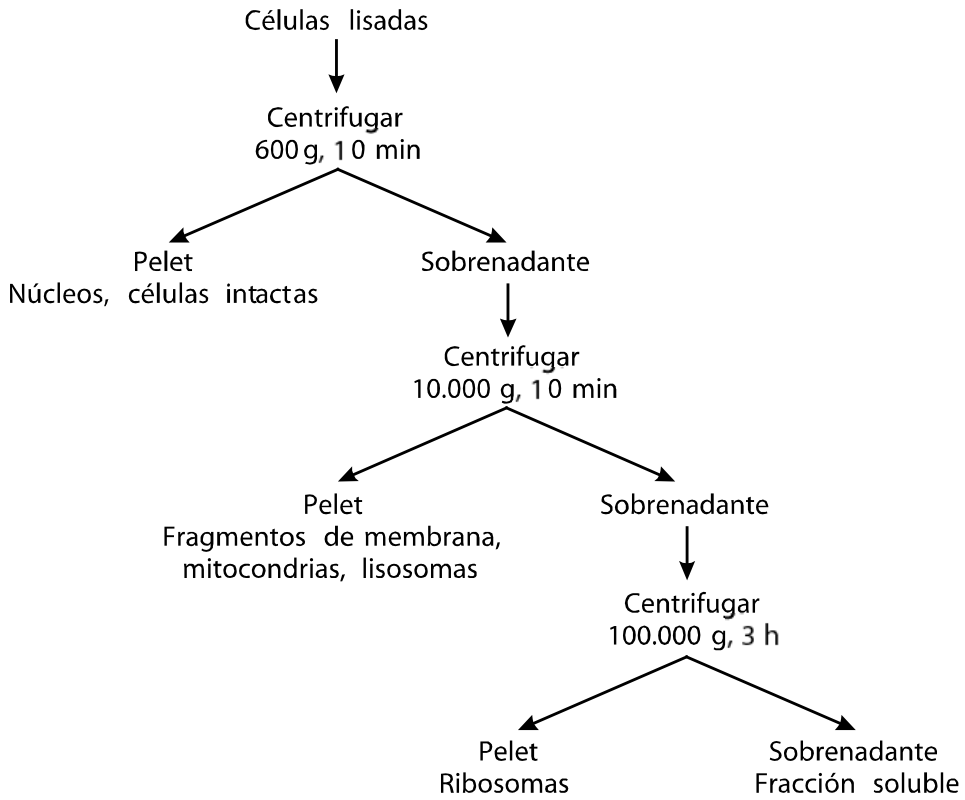 Células lisadas
Centrifugar
600 g, 10 min
Pelet
Núcleos, células intactas
Sobrenadante
Centrifugar
10.000 g, 10 min
Pelet
Fragmentos de membrana,
mitocondrias, lisosomas
Sobrenadante
Centrifugar
100.000 g, 3 h
Pelet
Ribosomas
Sobrenadante
Fracción soluble